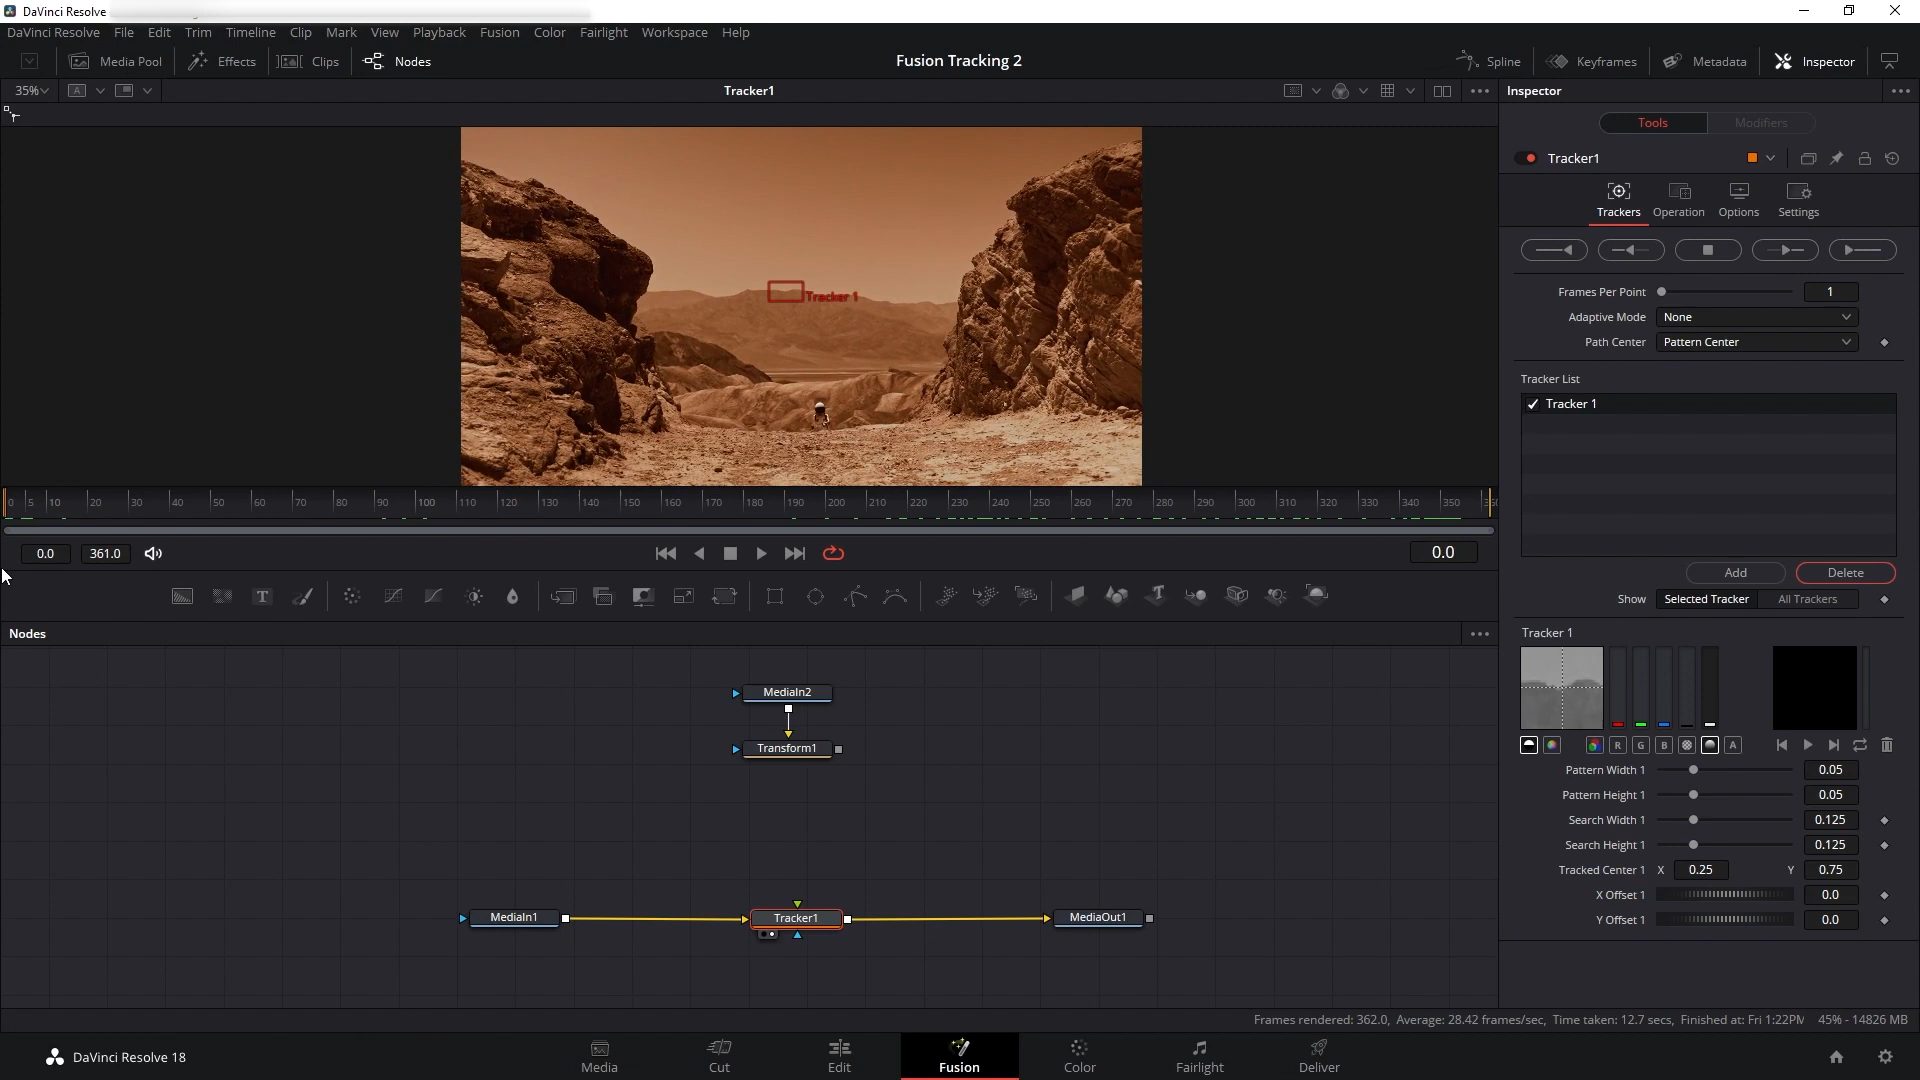 DaVinci Resolve
DaVinci Resolve File Edit Trim Timeline Clip Mark View Playback Fusion Color Fairlight Workspace Help
Media Pool Effects Clips Nodes Fusion Tracking 2 Spline Keyframes Metadata Inspector
35% A Tracker1 Inspector
Tools Modifiers
Tracker1
Trackers Operation Options Settings
Tracker 1
Frames Per Point 1
Adaptive Mode None
Path Center Pattern Center
Tracker List
Tracker 1
0 5 10 20 30 40 50 60 70 80 90 100 110 120 130 140 150 160 170 180 190 200 210 220 230 240 250 260 270 280 290 300 310 320 330 340 350
0.0 361.0 0.0
Add Delete
Show Selected Tracker All Trackers
T
Nodes
Tracker 1
R G B A
Pattern Width 1 0.05
Pattern Height 1 0.05
Search Width 1 0.125
Search Height 1 0.125
Tracked Center 1 X 0.25 Y 0.75
X Offset 1 0.0
Y Offset 1 0.0
MediaIn2
Transform1
MediaIn1 Tracker1 MediaOut1
Frames rendered: 362.0, Average: 28.42 frames/sec, Time taken: 12.7 secs, Finished at: Fri 1:22PM 45% - 14826 MB
DaVinci Resolve 18 Media Cut Edit Fusion Color Fairlight Deliver